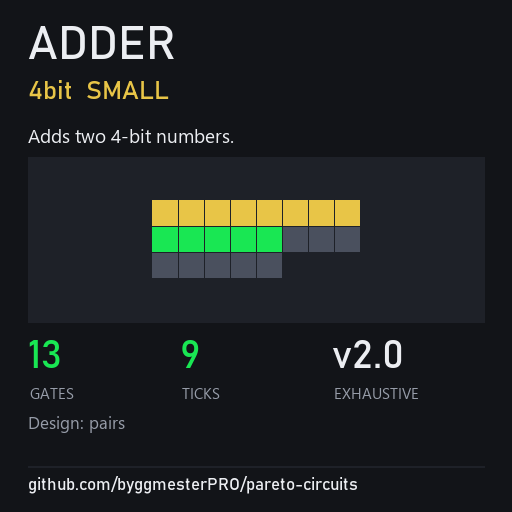 ADDER
4bit SMALL
Adds two 4-bit numbers.
13 9 v2.0
GATES TICKS EXHAUSTIVE
Design: pairs
github.com/byggmesterPRO/pareto-circuits